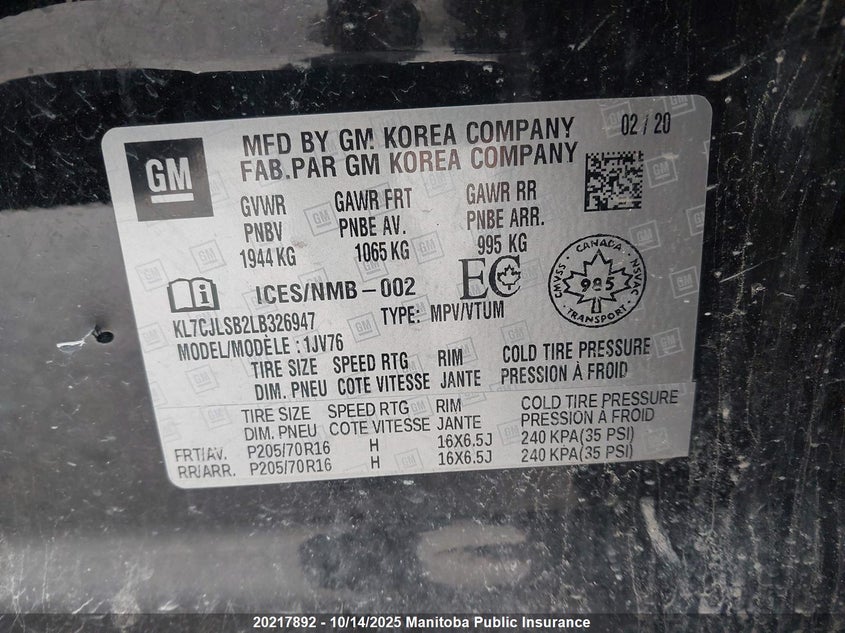 GM
MFD BY GM KOREA COMPANY 02 / 20
FAB.PAR GM KOREA COMPANY
GVWR GAWR FRT GAWR RR
PNBV PNBE AV. PNBE ARR.
1944 KG 1065 KG 995 KG
ICES/NMB-002 EC
CANADA
CMVSS 985 NSVAC
TRANSPORT
KL7CJLSB2LB326947 TYPE: MPV/VTUM
MODEL/MODÈLE : 1JV76
TIRE SIZE SPEED RTG RIM COLD TIRE PRESSURE
DIM. PNEU COTE VITESSE JANTE PRESSION À FROID
TIRE SIZE SPEED RTG RIM COLD TIRE PRESSURE
DIM. PNEU COTE VITESSE JANTE PRESSION À FROID
FRT/AV. P205/70R16 H 16X6.5J 240 KPA(35 PSI)
RR/ARR. P205/70R16 H 16X6.5J 240 KPA(35 PSI)
20217892 - 10/14/2025 Manitoba Public Insurance